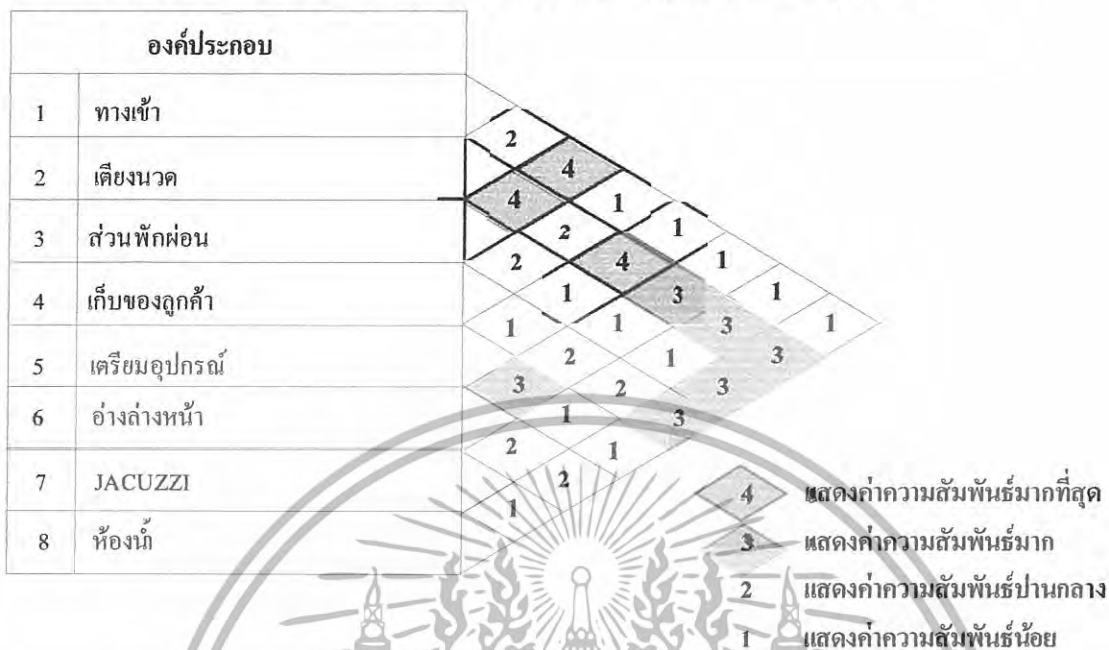 องค์ประกอบ
1 ทางเข้า
2
4
2 เตียงนวด
4 1
2 1
3 ส่วนพักผ่อน
2 4 1
4 เก็บของลูกค้า
1 3 1
1 1 3 1
2 1 3
5 เตรียมอุปกรณ์
3 2 3
6 อ่างล่างหน้า
1 3
2 1
7 JACUZZI
2
1
8 ห้องน้ำ
4 แสดงค่าความสัมพันธ์มากที่สุด
3 แสดงค่าความสัมพันธ์มาก
2 แสดงค่าความสัมพันธ์ปานกลาง
1 แสดงค่าความสัมพันธ์น้อย